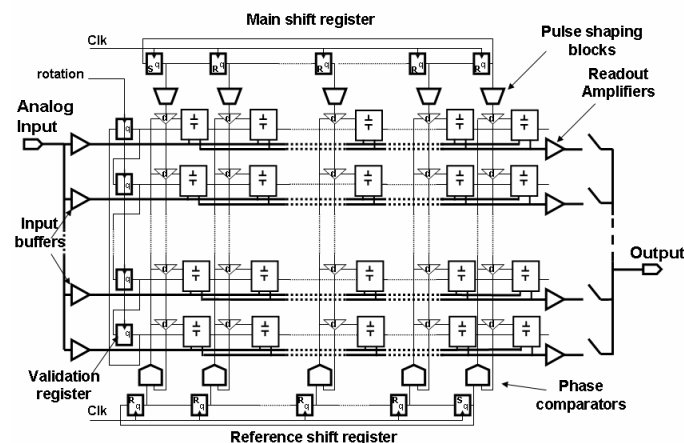 Main shift register
Clk
S q
R q
R q
R q
R q
Pulse shaping
blocks
rotation
Readout
Amplifiers
Analog
Input
q
d
d
d
d
d
q
d
d
d
d
d
Input
buffers
Output
q
d
d
d
d
d
q
d
d
d
d
d
Validation
register
Phase
comparators
R q
R q
R q
R q
S q
Clk
Reference shift register